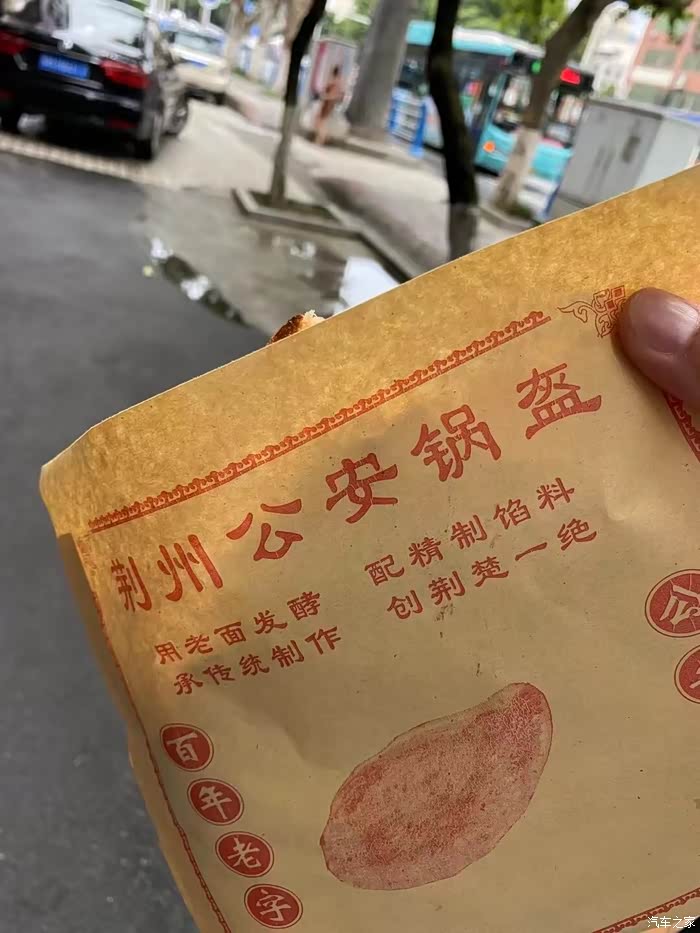 荆州公安锅盔
用老面发酵 配精制馅料
承传统制作 创荆楚一绝
百年老字
公
汽车之家